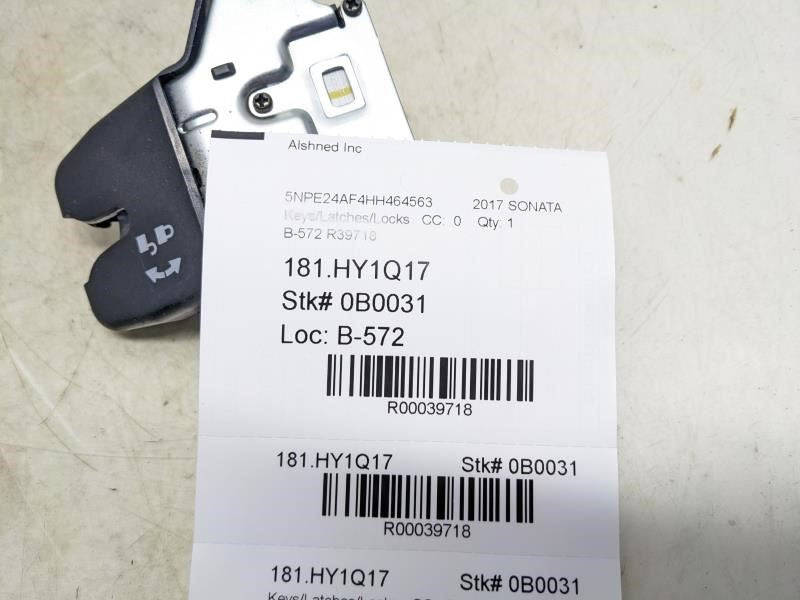 Alshned Inc
5NPE24AF4HH464563 2017 SONATA
Keys/Latches/Locks CC: 0 Qty: 1
B-572 R39718
181.HY1Q17
Stk# 0B0031
Loc: B-572
R00039718
181.HY1Q17 Stk# 0B0031
R00039718
181.HY1Q17 Stk# 0B0031